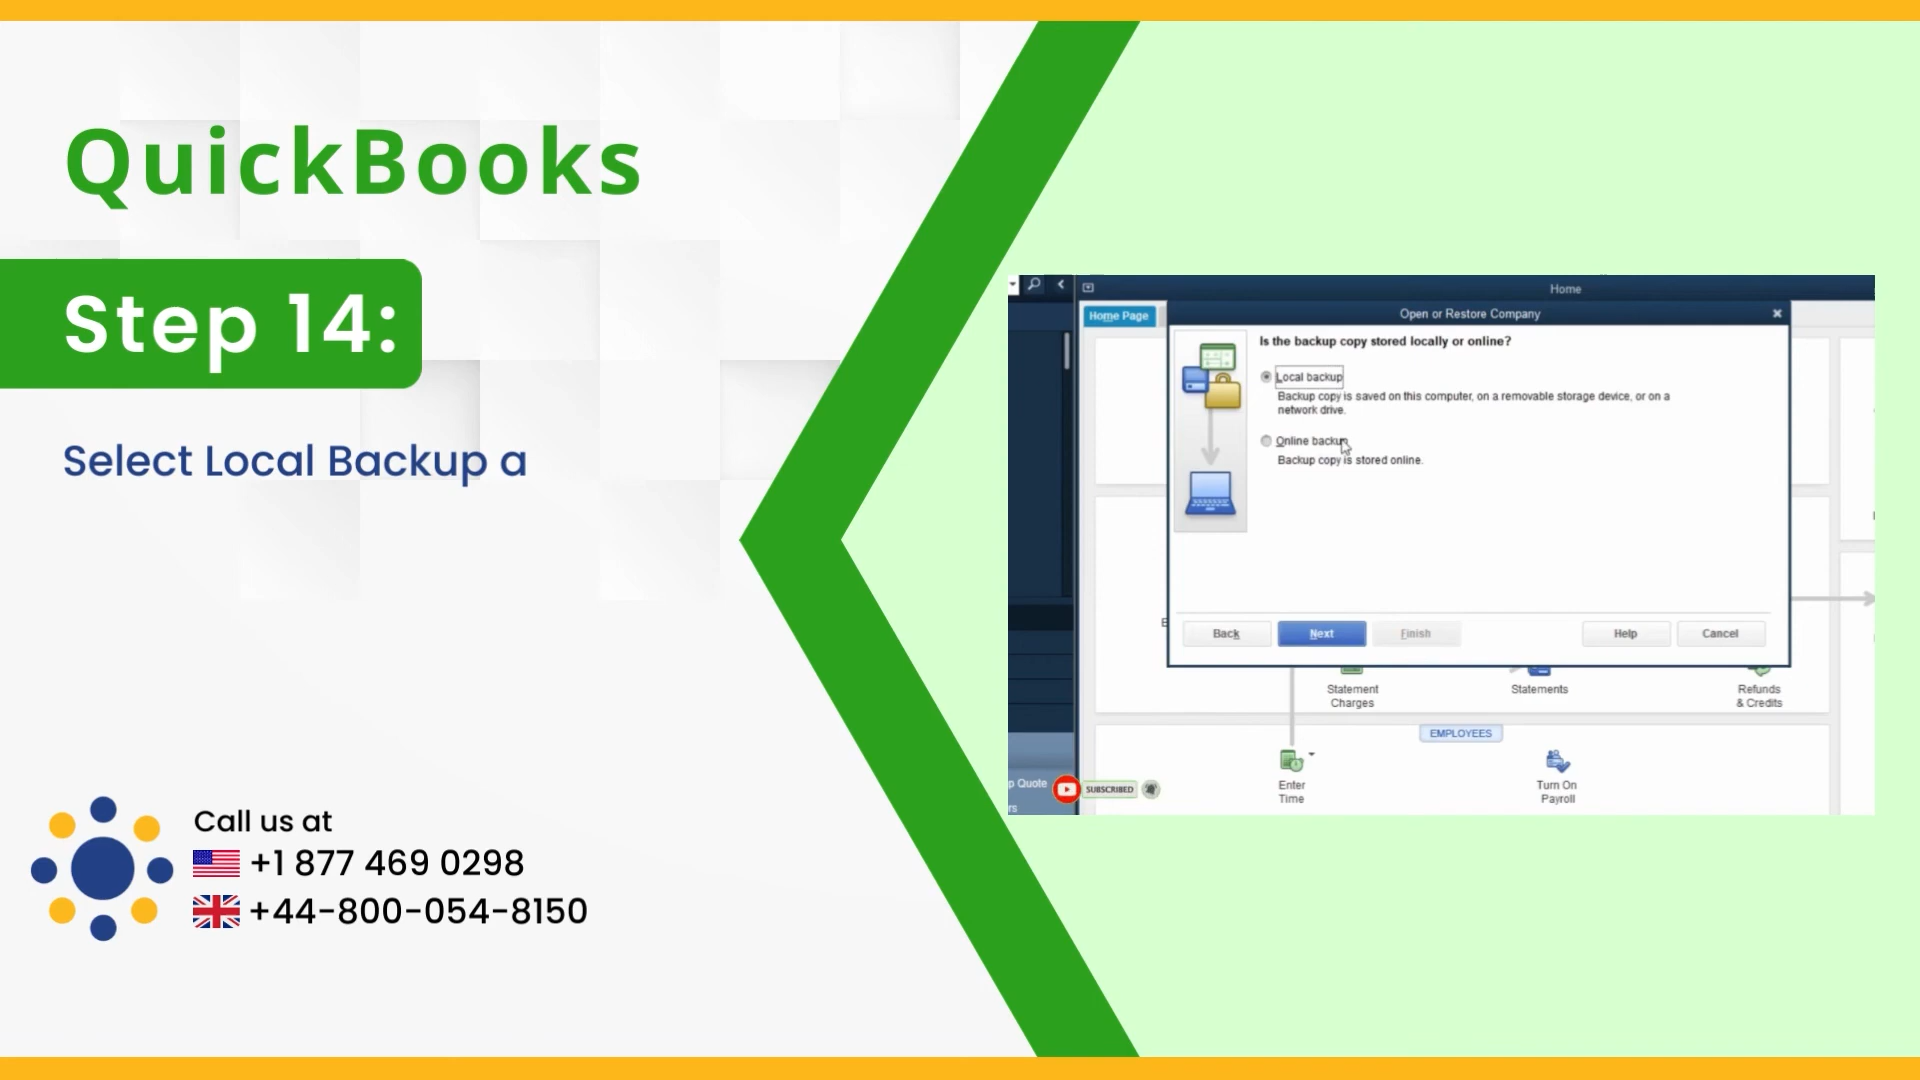 QuickBooks
Step 14:
Select Local Backup a
Call us at
+1 877 469 0298
+44-800-054-8150
Home
Home Page
Open or Restore Company
Is the backup copy stored locally or online?
Local backup
Backup copy is saved on this computer, on a removable storage device, or on a
network drive.
Online backup
Backup copy is stored online.
Back
Next
Finish
Help
Cancel
Statement
Charges
Statements
Refunds
& Credits
EMPLOYEES
Enter
Time
Turn On
Payroll
p Quote
rs
SUBSCRIBED